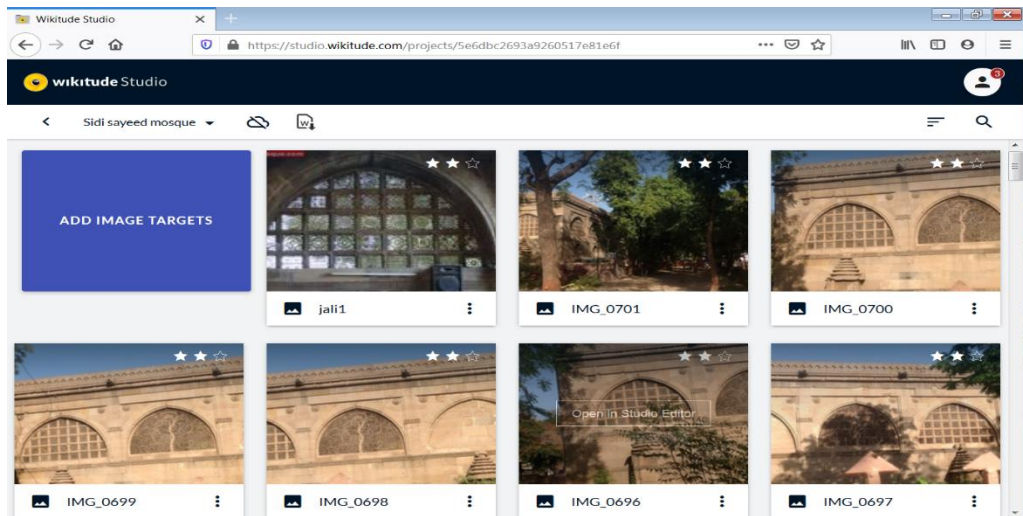 Wikitude Studio
https://studio.wikitude.com/projects/5e6dbc2693a9260517e81e6f
wikitude Studio
3
Sidi sayeed mosque
ADD IMAGE TARGETS
jali1
IMG_0701
IMG_0700
Open in Studio Editor
IMG_0699
IMG_0698
IMG_0696
IMG_0697